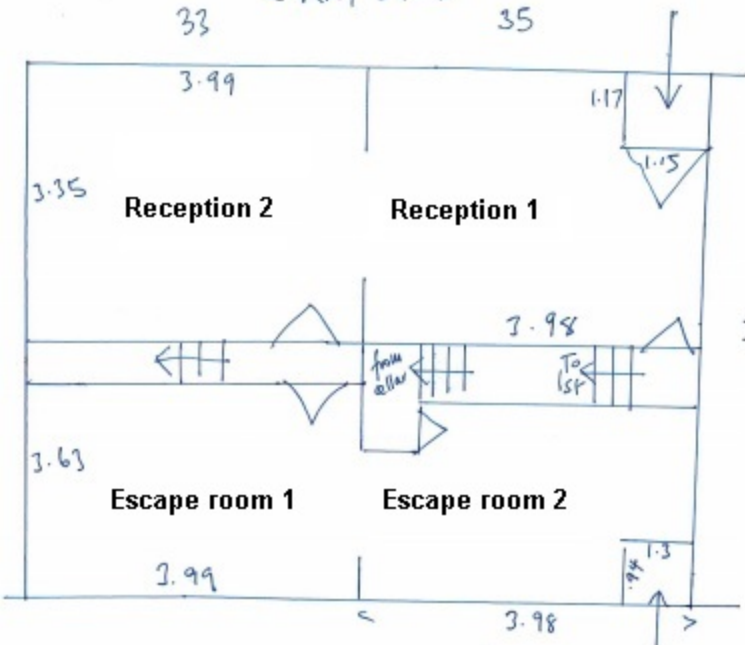 33
35
3.99
1.17
1.15
3.35
Reception 2
Reception 1
3.98
from
cellar
To
1st
3.63
Escape room 1
Escape room 2
1.3
.94
3.99
3.98